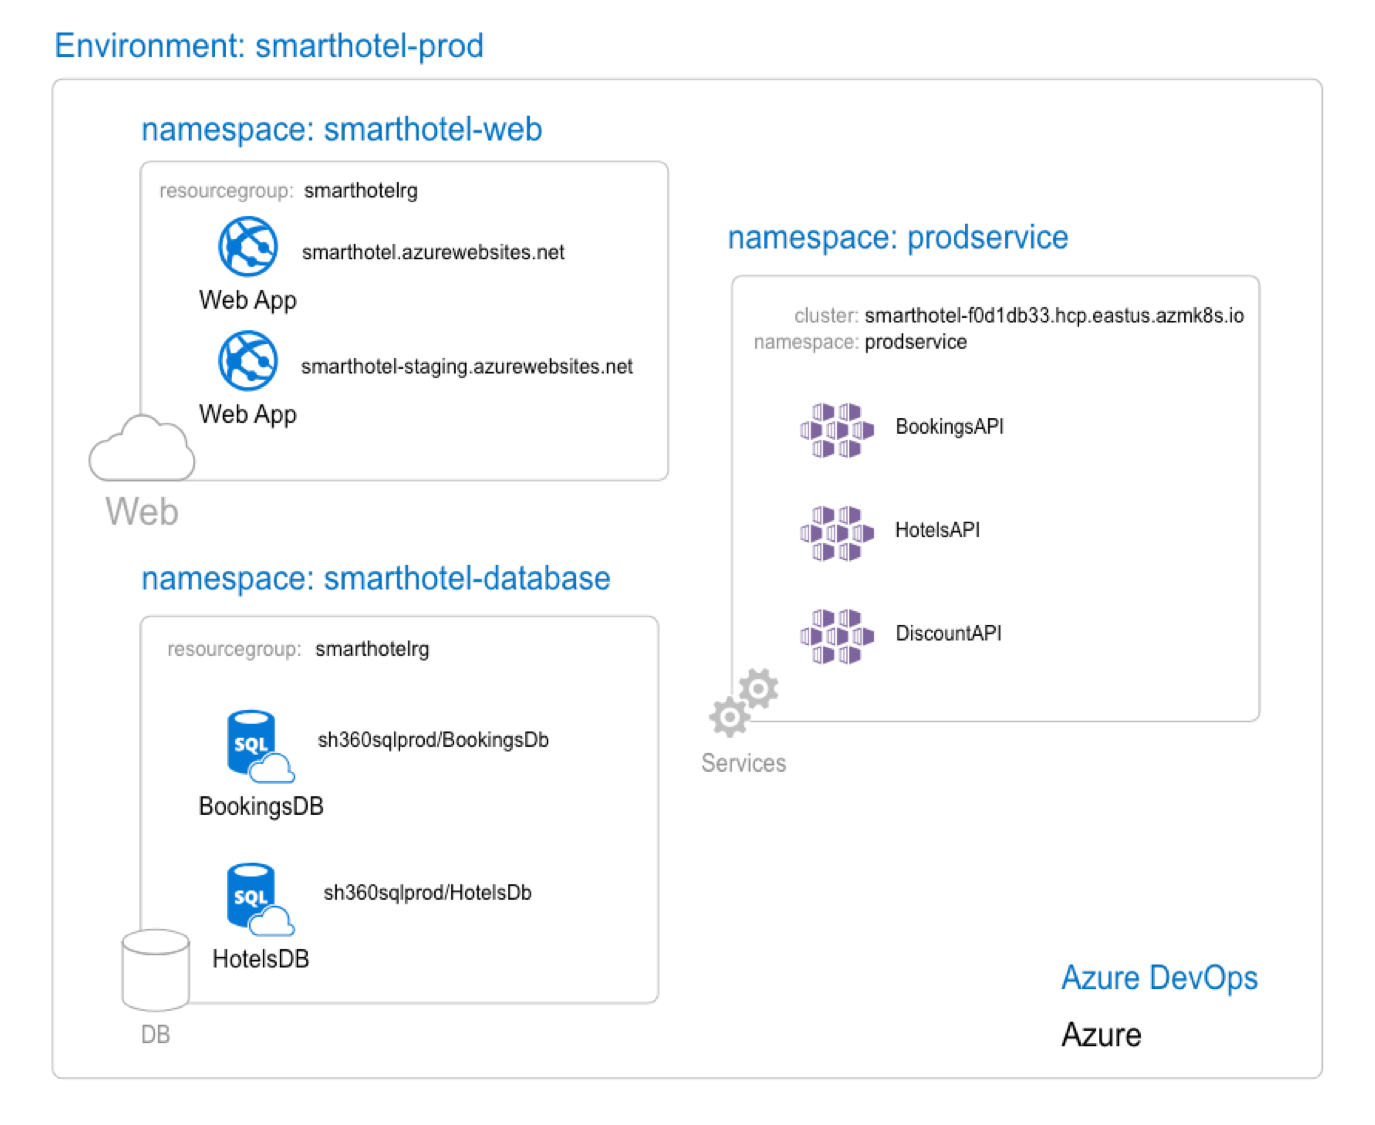 Environment: smarthotel-prod
namespace: smarthotel-web
resourcegroup: smarthotelrg
smarthotel.azurewebsites.net
Web App
smarthotel-staging.azurewebsites.net
Web App
Web
namespace: prodservice
cluster: smarthotel-f0d1db33.hcp.eastus.azmk8s.io
namespace: prodservice
BookingsAPI
HotelsAPI
DiscountAPI
Services
namespace: smarthotel-database
resourcegroup: smarthotelrg
SQL
sh360sqlprod/BookingsDb
BookingsDB
SQL
sh360sqlprod/HotelsDb
HotelsDB
DB
Azure DevOps
Azure